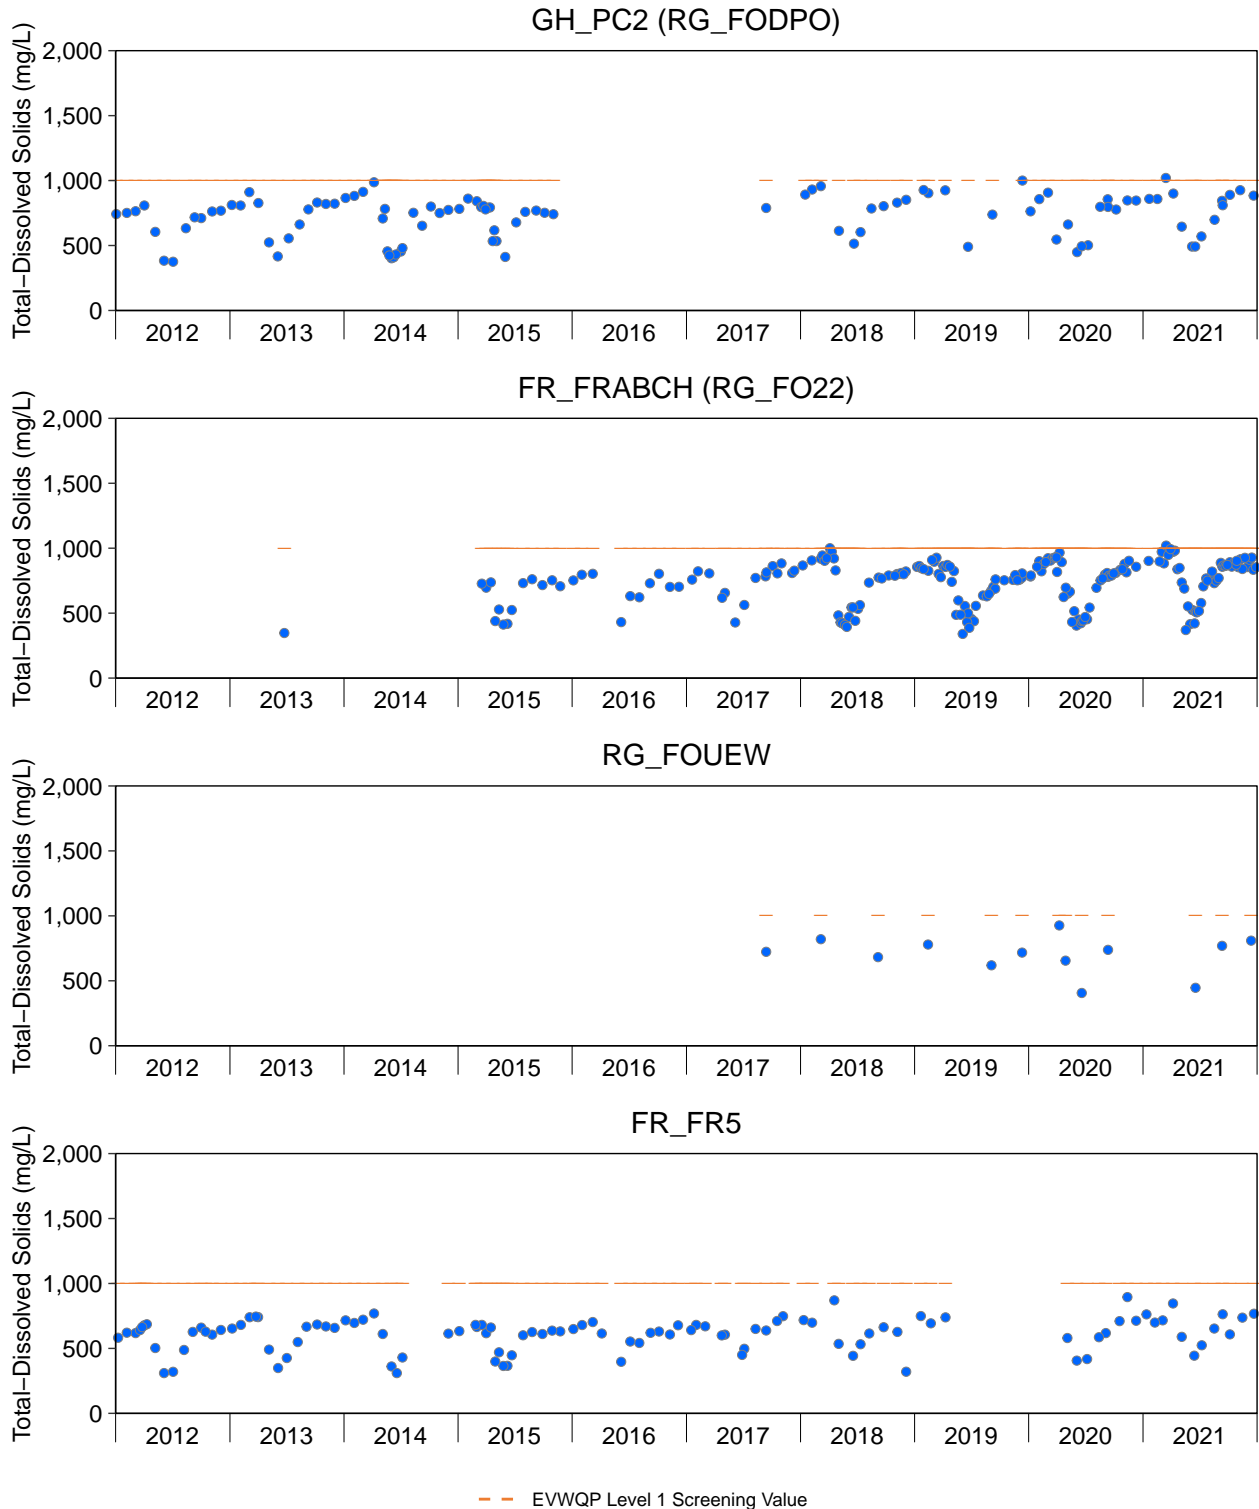 GH_PC2 (RG_FODPO)
Total−Dissolved Solids (mg/L)
2,000
1,500
1,000
500
0
2012 2013 2014 2015 2016 2017 2018 2019 2020 2021
FR_FRABCH (RG_FO22)
Total−Dissolved Solids (mg/L)
2,000
1,500
1,000
500
0
2012 2013 2014 2015 2016 2017 2018 2019 2020 2021
RG_FOUEW
Total−Dissolved Solids (mg/L)
2,000
1,500
1,000
500
0
2012 2013 2014 2015 2016 2017 2018 2019 2020 2021
FR_FR5
Total−Dissolved Solids (mg/L)
2,000
1,500
1,000
500
0
2012 2013 2014 2015 2016 2017 2018 2019 2020 2021
EVWQP Level 1 Screening Value